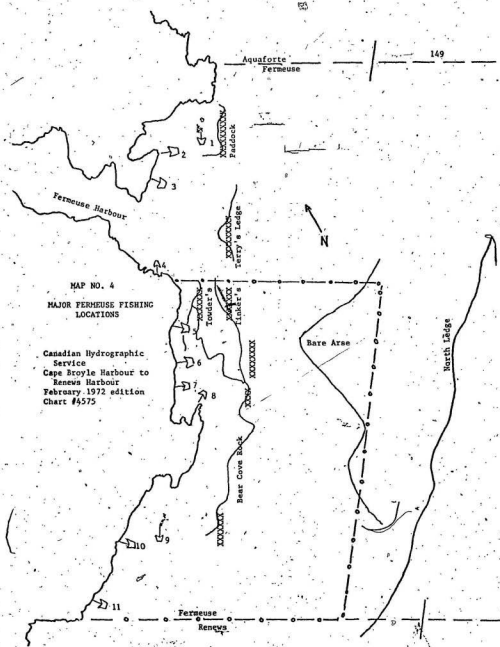 149
Aquaforte
Fermeuse
1
2
3
Paddock
Fermeuse Harbour
N
Terry's Ledge
4
MAP NO. 4
MAJOR FERMEUSE FISHING
LOCATIONS
Towder's
Tinker's
5
6
7
8
Bare Arse
North Ledge
Canadian Hydrographic
Service
Cape Broyle Harbour to
Renews Harbour
February 1972 edition
Chart #4575
Bear Cove Rock
9
10
11
Fermeuse
Renews